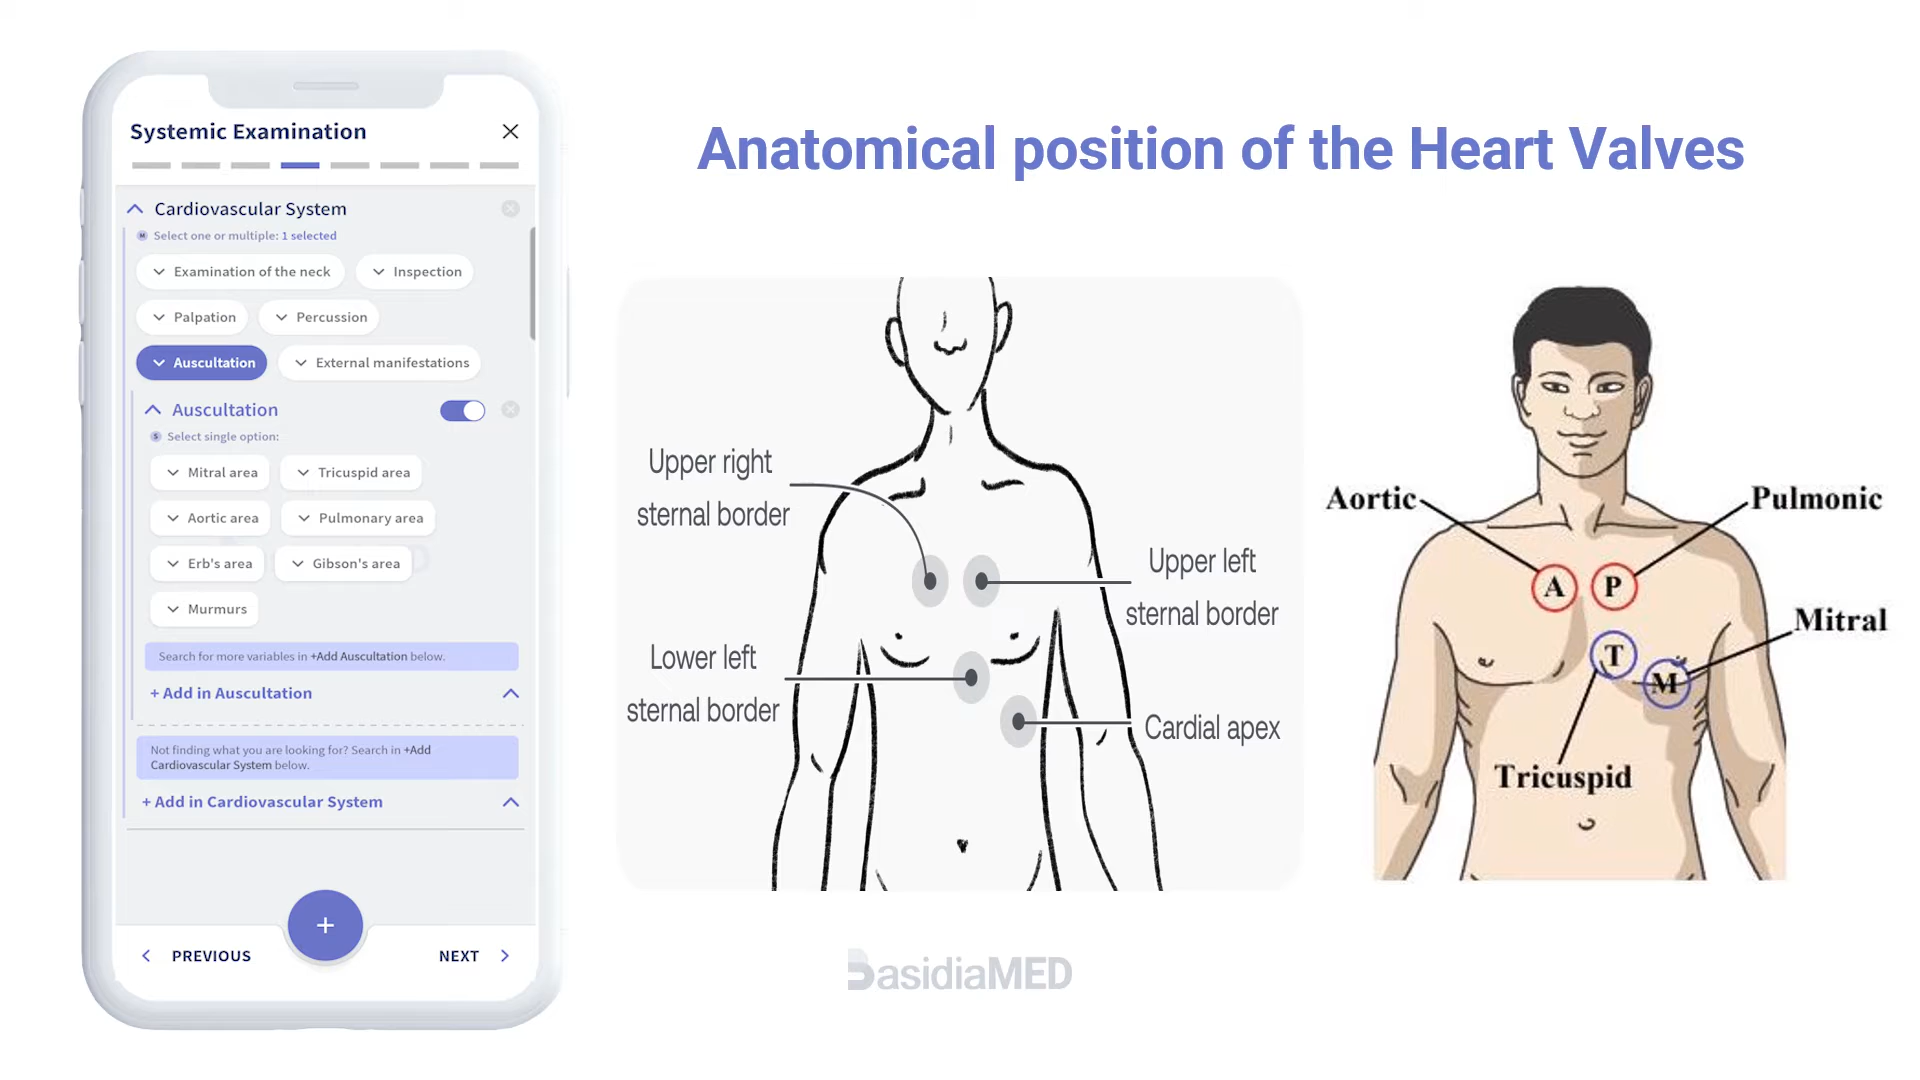 Systemic Examination
Cardiovascular System
Select one or multiple: 1 selected
Examination of the neck
Inspection
Palpation
Percussion
Auscultation
External manifestations
Auscultation
Select single option:
Mitral area
Tricuspid area
Aortic area
Pulmonary area
Erb's area
Gibson's area
Murmurs
Search for more variables in +Add Auscultation below.
+ Add in Auscultation
Not finding what you are looking for? Search in +Add
Cardiovascular System below.
+ Add in Cardiovascular System
+
PREVIOUS
NEXT
Anatomical position of the Heart Valves
Upper right
sternal border
Upper left
sternal border
Lower left
sternal border
Cardial apex
Aortic
Pulmonic
A
P
Mitral
T
M
Tricuspid
BasidiaMED